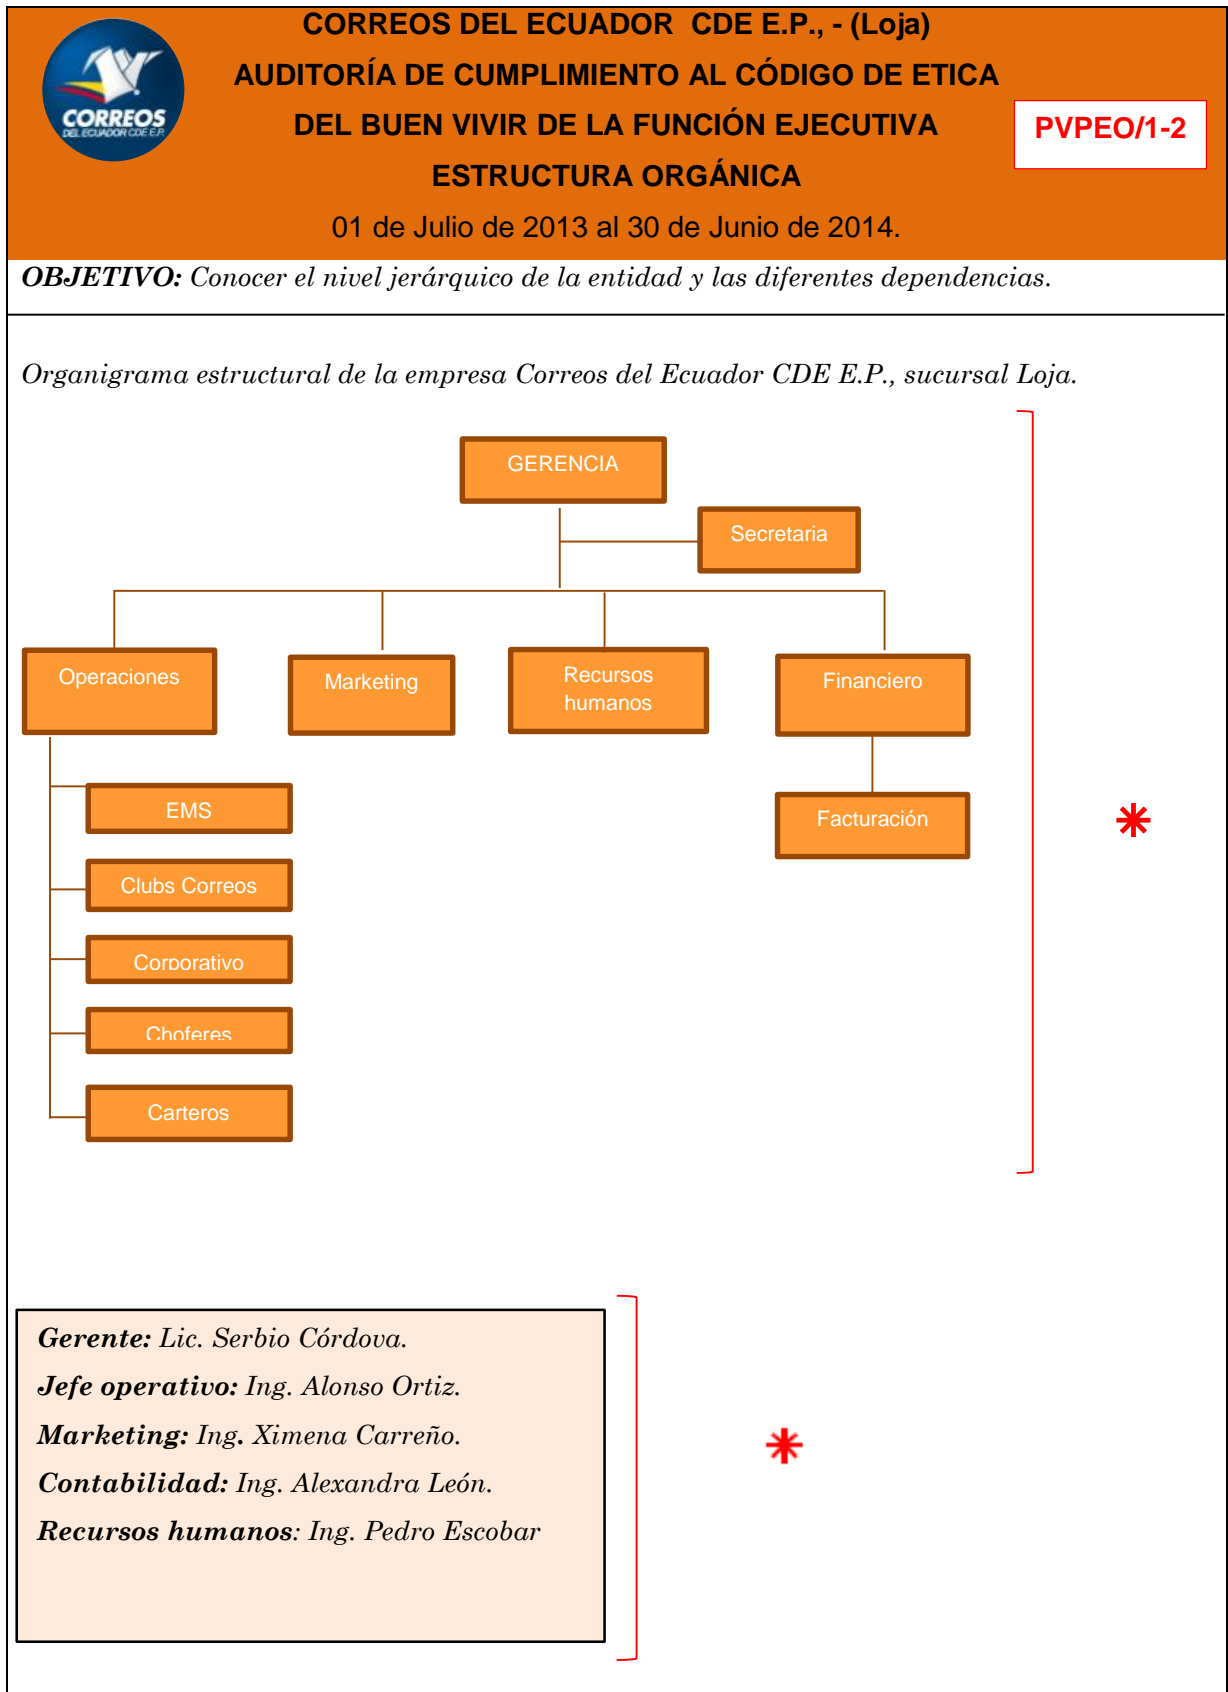 CORREOS DEL ECUADOR CDE E.P., - (Loja)
AUDITORÍA DE CUMPLIMIENTO AL CÓDIGO DE ETICA
DEL BUEN VIVIR DE LA FUNCIÓN EJECUTIVA
ESTRUCTURA ORGÁNICA
01 de Julio de 2013 al 30 de Junio de 2014.
CORREOS
DEL ECUADOR CDE E.P.
PVPEO/1-2
OBJETIVO: Conocer el nivel jerárquico de la entidad y las diferentes dependencias.
Organigrama estructural de la empresa Correos del Ecuador CDE E.P., sucursal Loja.
GERENCIA
Secretaria
Operaciones
Marketing
Recursos
humanos
Financiero
EMS
Facturación
Clubs Correos
Corporativo
Choferes
Carteros
Gerente: Lic. Serbio Córdova.
Jefe operativo: Ing. Alonso Ortiz.
Marketing: Ing. Ximena Carreño.
Contabilidad: Ing. Alexandra León.
Recursos humanos: Ing. Pedro Escobar